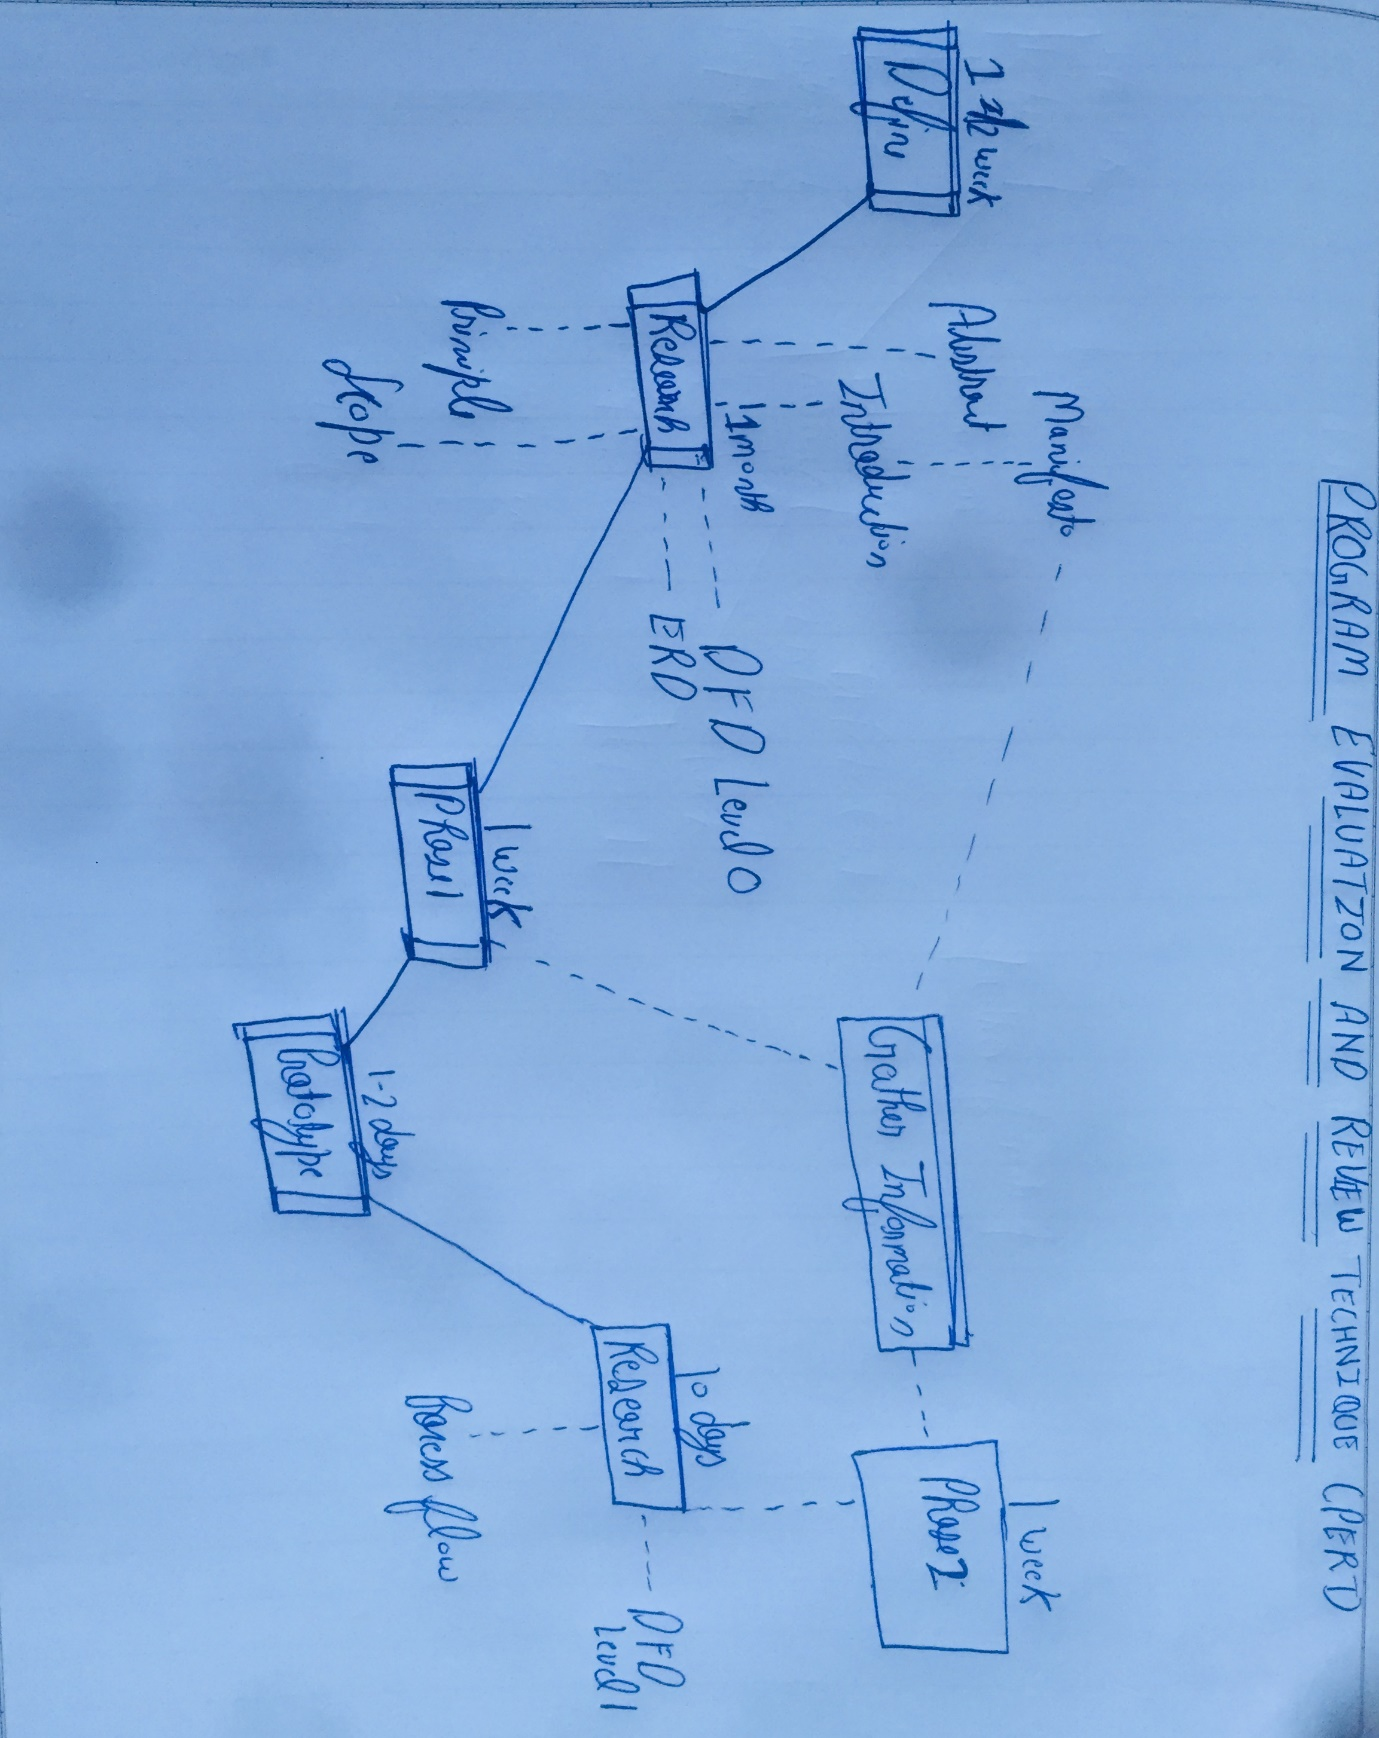 PROGRAM EVALUATION AND REVIEW TECHNIQUE (PERT)
1 1/2 week
Define
Manifesto
Abstract
Introduction
1 month
Research
Principle
Scope
DFD Level 0
ERD
1 week
Phase 1
1-2 days
Prototype
Gather Information
1 week
Phase 2
10 days
Research
Process flow
DFD
Level 1